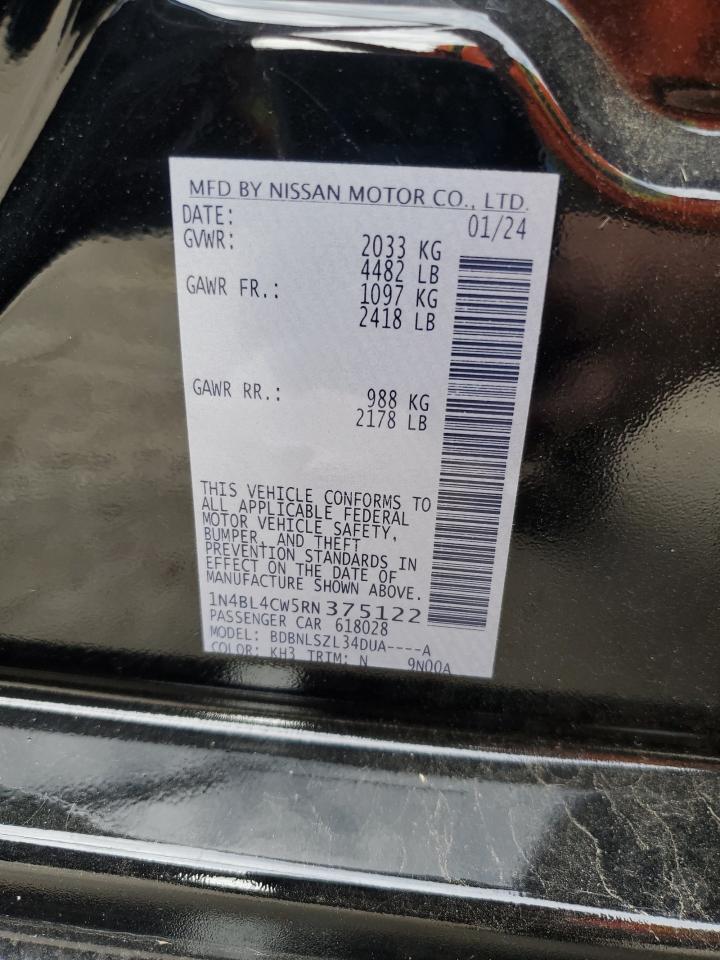 MFD BY NISSAN MOTOR CO., LTD.
DATE: 01/24
GVWR: 2033 KG
4482 LB
GAWR FR.: 1097 KG
2418 LB
GAWR RR.: 988 KG
2178 LB
THIS VEHICLE CONFORMS TO
ALL APPLICABLE FEDERAL
MOTOR VEHICLE SAFETY,
BUMPER, AND THEFT
PREVENTION STANDARDS IN
EFFECT ON THE DATE OF
MANUFACTURE SHOWN ABOVE.
1N4BL4CW5RN375122
PASSENGER CAR 618028
MODEL: BDBNLSZL34DUA----A
COLOR: KH3 TRIM: N 9N00A